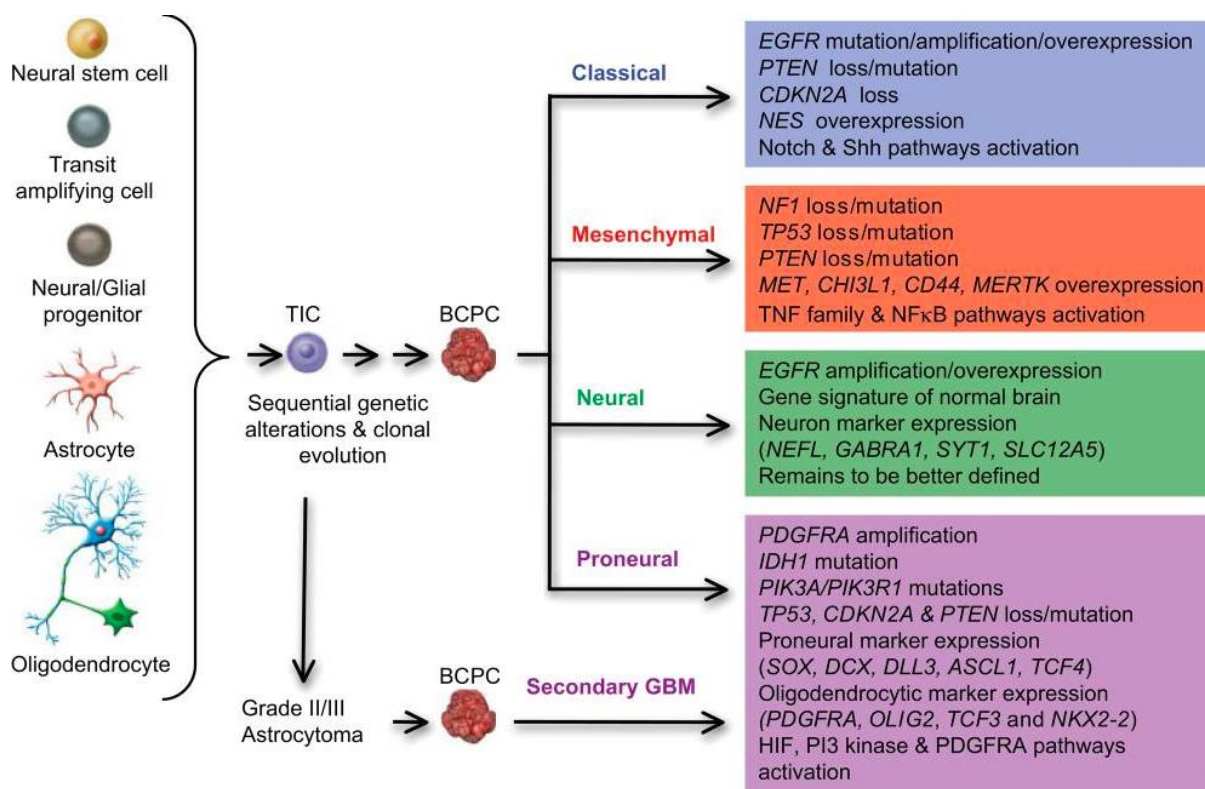 Neural stem cell
Transit
amplifying cell
Neural/Glial
progenitor
Astrocyte
Oligodendrocyte
TIC
BCPC
Sequential genetic
alterations & clonal
evolution
Grade II/III
Astrocytoma
BCPC
Classical
Mesenchymal
Neural
Proneural
Secondary GBM
EGFR mutation/amplification/overexpression
PTEN loss/mutation
CDKN2A loss
NES overexpression
Notch & Shh pathways activation
NF1 loss/mutation
TP53 loss/mutation
PTEN loss/mutation
MET, CHI3L1, CD44, MERTK overexpression
TNF family & NFκB pathways activation
EGFR amplification/overexpression
Gene signature of normal brain
Neuron marker expression
(NEFL, GABRA1, SYT1, SLC12A5)
Remains to be better defined
PDGFRA amplification
IDH1 mutation
PIK3A/PIK3R1 mutations
TP53, CDKN2A & PTEN loss/mutation
Proneural marker expression
(SOX, DCX, DLL3, ASCL1, TCF4)
Oligodendrocytic marker expression
(PDGFRA, OLIG2, TCF3 and NKX2-2)
HIF, PI3 kinase & PDGFRA pathways
activation